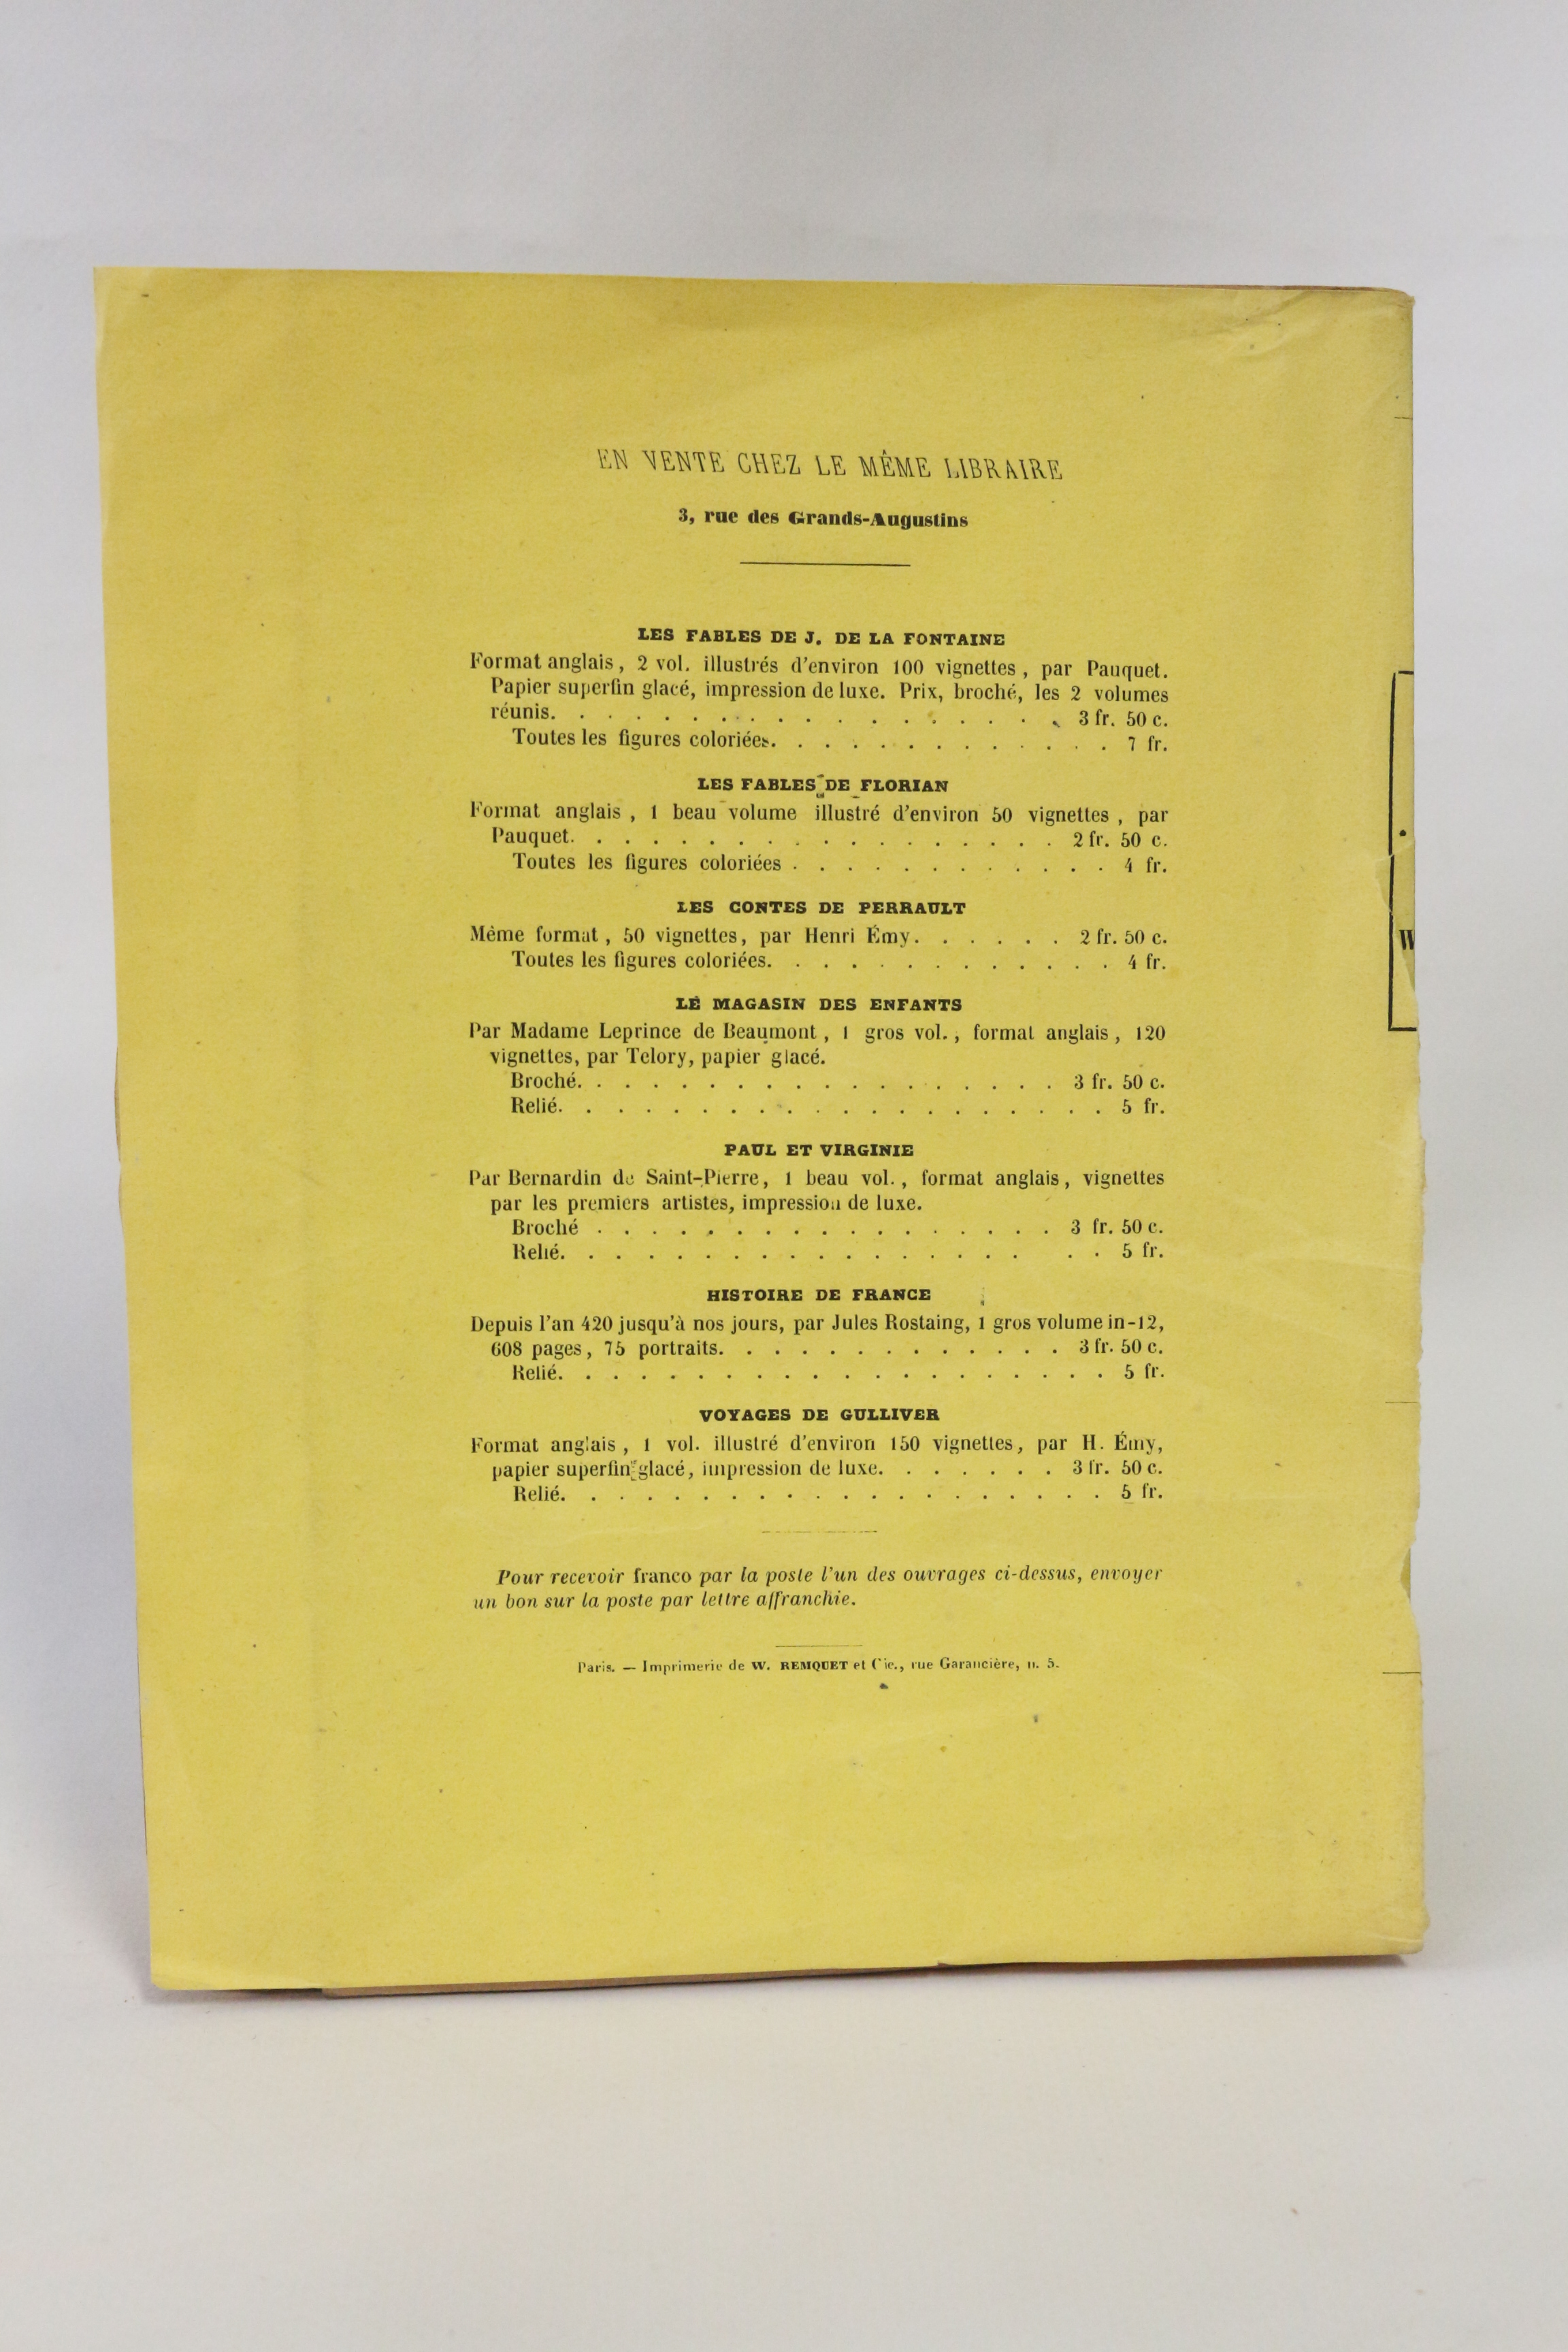 EN VENTE CHEZ LE MÊME LIBRAIRE
3, rue des Grands-Augustins
LES FABLES DE J. DE LA FONTAINE
Format anglais, 2 vol. illustrés d'environ 100 vignettes, par Pauquet.
Papier superfin glacé, impression de luxe. Prix, broché, les 2 volumes
réunis. . . . . . . . . . . . . . . . . . . 3 fr. 50 c.
Toutes les figures coloriées. . . . . . . . . . . . . 7 fr.
LES FABLES DE FLORIAN
Format anglais, 1 beau volume illustré d'environ 50 vignettes, par
Pauquet. . . . . . . . . . . . . . . . . . 2 fr. 50 c.
Toutes les figures coloriées . . . . . . . . . . . . 4 fr.
LES CONTES DE PERRAULT
Même format, 50 vignettes, par Henri Émy. . . . . . 2 fr. 50 c.
Toutes les figures coloriées. . . . . . . . . . . . . 4 fr.
LE MAGASIN DES ENFANTS
Par Madame Leprince de Beaumont, 1 gros vol., format anglais, 120
vignettes, par Telory, papier glacé.
Broché. . . . . . . . . . . . . . . . . . 3 fr. 50 c.
Relié. . . . . . . . . . . . . . . . . . . . 5 fr.
PAUL ET VIRGINIE
Par Bernardin de Saint-Pierre, 1 beau vol., format anglais, vignettes
par les premiers artistes, impression de luxe.
Broché . . . . . . . . . . . . . . . . . 3 fr. 50 c.
Relié. . . . . . . . . . . . . . . . . . . 5 fr.
HISTOIRE DE FRANCE
Depuis l'an 420 jusqu'à nos jours, par Jules Rostaing, 1 gros volume in-12,
608 pages, 75 portraits. . . . . . . . . . . . . 3 fr. 50 c.
Relié. . . . . . . . . . . . . . . . . . . . 5 fr.
VOYAGES DE GULLIVER
Format anglais, 1 vol. illustré d'environ 150 vignettes, par H. Émy,
papier superfin glacé, impression de luxe. . . . . . . 3 fr. 50 c.
Relié. . . . . . . . . . . . . . . . . . . . 5 fr.
Pour recevoir franco par la poste l'un des ouvrages ci-dessus, envoyer
un bon sur la poste par lettre affranchie.
Paris. — Imprimerie de W. REMQUET et Cie., rue Garancière, n. 5.